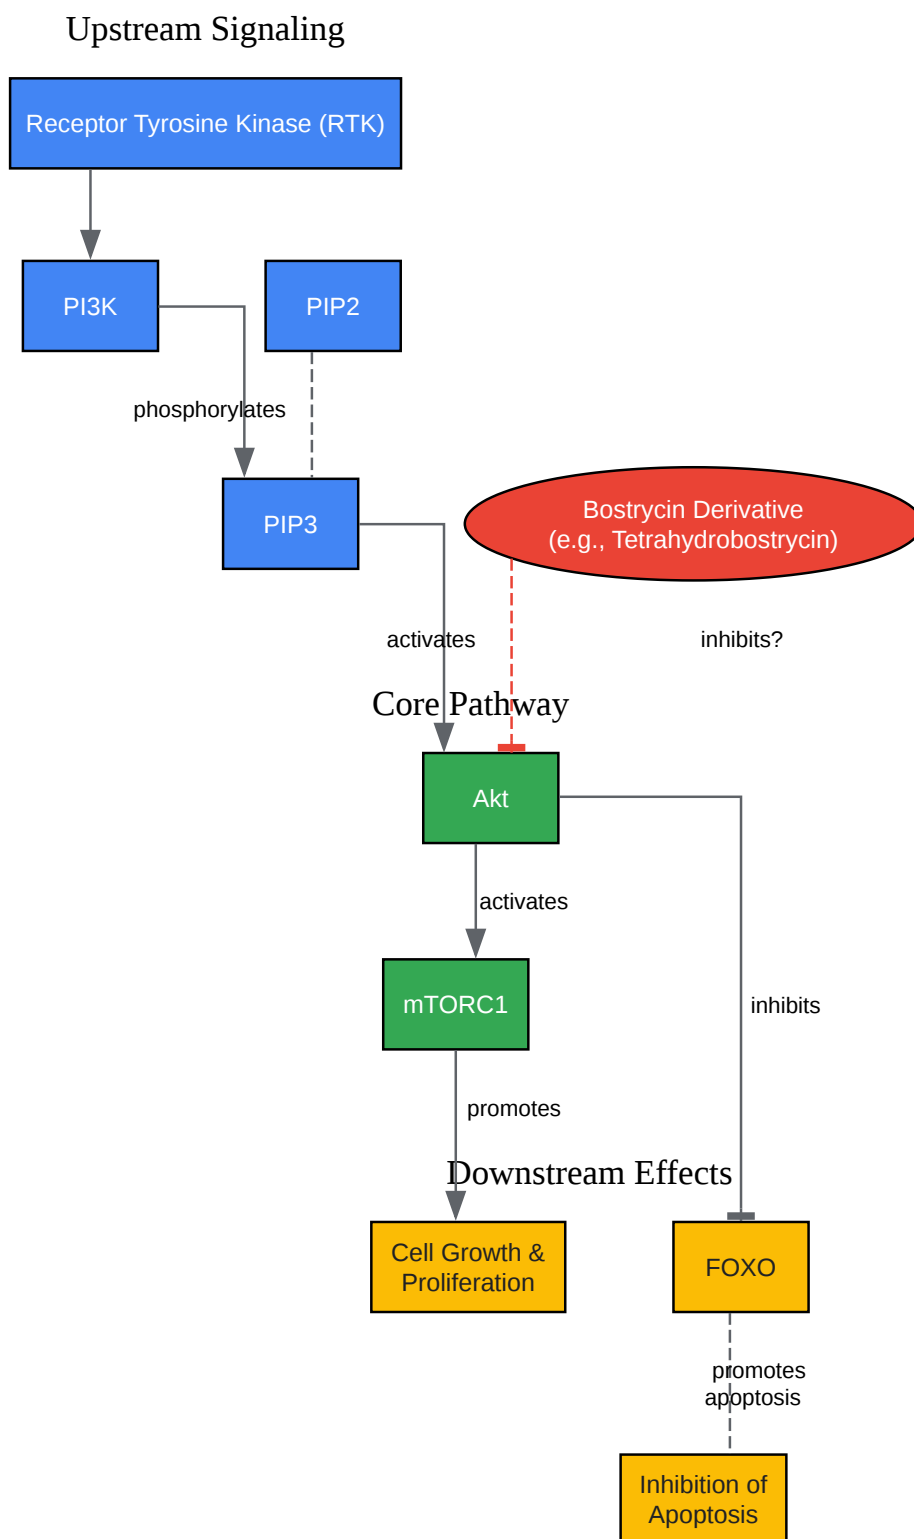 Upstream Signaling
Receptor Tyrosine Kinase (RTK)
PI3K
PIP2
phosphorylates
PIP3
Bostrycin Derivative
(e.g., Tetrahydrobostrycin)
activates
inhibits?
Core Pathway
Akt
activates
mTORC1
inhibits
promotes
Downstream Effects
Cell Growth &
Proliferation
FOXO
promotes
apoptosis
Inhibition of
Apoptosis